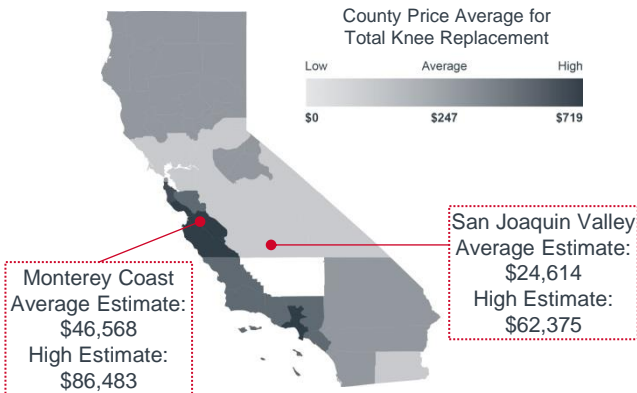 County Price Average for
Total Knee Replacement
Low Average High
$0 $247 $719
San Joaquin Valley
Average Estimate:
$24,614
High Estimate:
$62,375
Monterey Coast
Average Estimate:
$46,568
High Estimate:
$86,483